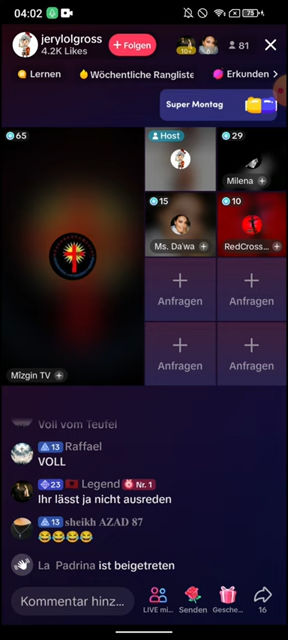 04:02
75
jerylolgross
4.2K Likes
+ Folgen
10+
81
Lernen
Wöchentliche Rangliste
Erkunden
Super Montag
65
Host
29
Milena
15
10
Ms. Da'wa
RedCross...
Anfragen
Anfragen
Anfragen
Anfragen
Mîzgin TV
Voll vom Teufel
13 Raffael
VOLL
23 Legend Nr. 1
Ihr lässt ja nicht ausreden
13 sheikh AZAD 87
😂😂😂😂
La Padrina ist beigetreten
Kommentar hinz...
LIVE mi...
Senden
Gesche...
16